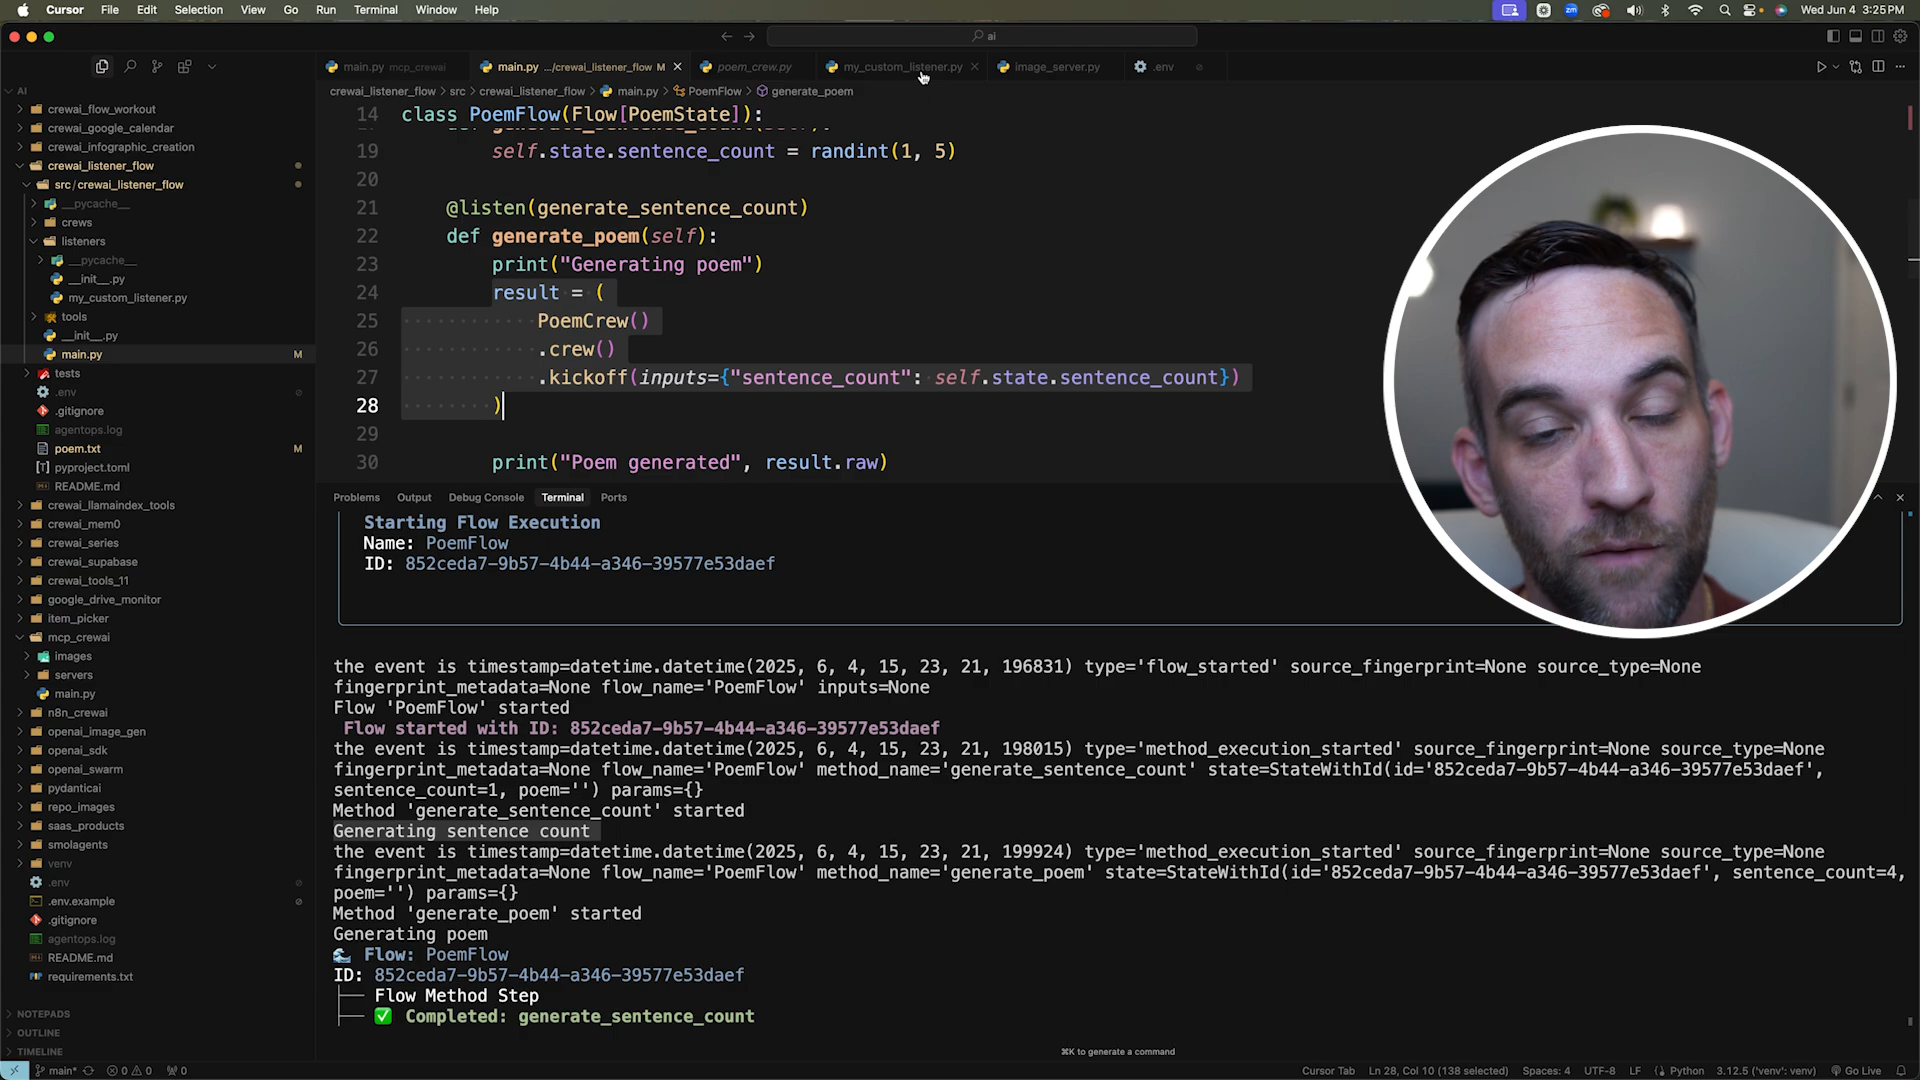 Cursor File Edit Selection View Go Run Terminal Window Help
zm
Wed Jun 4 3:25 PM
ai
main.py mcp_crewai
main.py .../crewai_listener_flow M
poem_crew.py
my_custom_listener.py
image_server.py
.env
crewai_listener_flow > src > crewai_listener_flow > main.py > PoemFlow > generate_poem
AI
crewai_flow_workout
crewai_google_calendar
crewai_infographic_creation
crewai_listener_flow
src/crewai_listener_flow
__pycache__
crews
listeners
__pycache__
__init__.py
my_custom_listener.py
tools
__init__.py
main.py M
tests
.env
.gitignore
agentops.log
poem.txt M
pyproject.toml
README.md
crewai_llamaindex_tools
crewai_mem0
crewai_series
crewai_supabase
crewai_tools_11
google_drive_monitor
item_picker
mcp_crewai
images
servers
main.py
n8n_crewai
openai_image_gen
openai_sdk
openai_swarm
pydanticai
repo_images
saas_products
smolagents
venv
.env
.env.example
.gitignore
agentops.log
README.md
requirements.txt
NOTEPADS
OUTLINE
TIMELINE
14 class PoemFlow(Flow[PoemState]):
def generate_sentence_count(self):
19 self.state.sentence_count = randint(1, 5)
20
21 @listen(generate_sentence_count)
22 def generate_poem(self):
23 print("Generating poem")
24 result = (
25 PoemCrew()
26 .crew()
27 .kickoff(inputs={"sentence_count": self.state.sentence_count})
28 )
29
30 print("Poem generated", result.raw)
Problems Output Debug Console Terminal Ports
Starting Flow Execution
Name: PoemFlow
ID: 852ceda7-9b57-4b44-a346-39577e53daef
the event is timestamp=datetime.datetime(2025, 6, 4, 15, 23, 21, 196831) type='flow_started' source_fingerprint=None source_type=None
fingerprint_metadata=None flow_name='PoemFlow' inputs=None
Flow 'PoemFlow' started
Flow started with ID: 852ceda7-9b57-4b44-a346-39577e53daef
the event is timestamp=datetime.datetime(2025, 6, 4, 15, 23, 21, 198015) type='method_execution_started' source_fingerprint=None source_type=None
fingerprint_metadata=None flow_name='PoemFlow' method_name='generate_sentence_count' state=StateWithId(id='852ceda7-9b57-4b44-a346-39577e53daef',
sentence_count=1, poem='') params={}
Method 'generate_sentence_count' started
Generating sentence count
the event is timestamp=datetime.datetime(2025, 6, 4, 15, 23, 21, 199924) type='method_execution_started' source_fingerprint=None source_type=None
fingerprint_metadata=None flow_name='PoemFlow' method_name='generate_poem' state=StateWithId(id='852ceda7-9b57-4b44-a346-39577e53daef', sentence_count=4,
poem='') params={}
Method 'generate_poem' started
Generating poem
Flow: PoemFlow
ID: 852ceda7-9b57-4b44-a346-39577e53daef
Flow Method Step
Completed: generate_sentence_count
⌘K to generate a command
main* 0 0 0
Cursor Tab Ln 28, Col 10 (138 selected) Spaces: 4 UTF-8 LF Python 3.12.5 ('venv': venv) Go Live